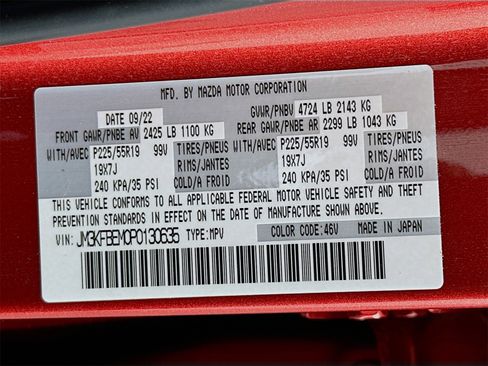 MFD. BY MAZDA MOTOR CORPORATION
DATE 09/22 GVWR/PNBV 4724 LB 2143 KG
FRONT GAWR/PNBE AV 2425 LB 1100 KG REAR GAWR/PNBE AR 2299 LB 1043 KG
WITH/AVEC P225/55R19 99V TIRES/PNEUS WITH/AVEC P225/55R19 99V TIRES/PNEUS
19X7J RIMS/JANTES 19X7J RIMS/JANTES
240 KPA/35 PSI COLD/A FROID 240 KPA/35 PSI COLD/A FROID
THIS VEHICLE CONFORMS TO ALL APPLICABLE FEDERAL MOTOR VEHICLE SAFETY AND THEFT
PREVENTION STANDARDS IN EFFECT ON THE DATE OF MANUFACTURE SHOWN ABOVE.
VIN: JM3KFBEM0P0130635 TYPE:MPV COLOR CODE:46V MADE IN JAPAN